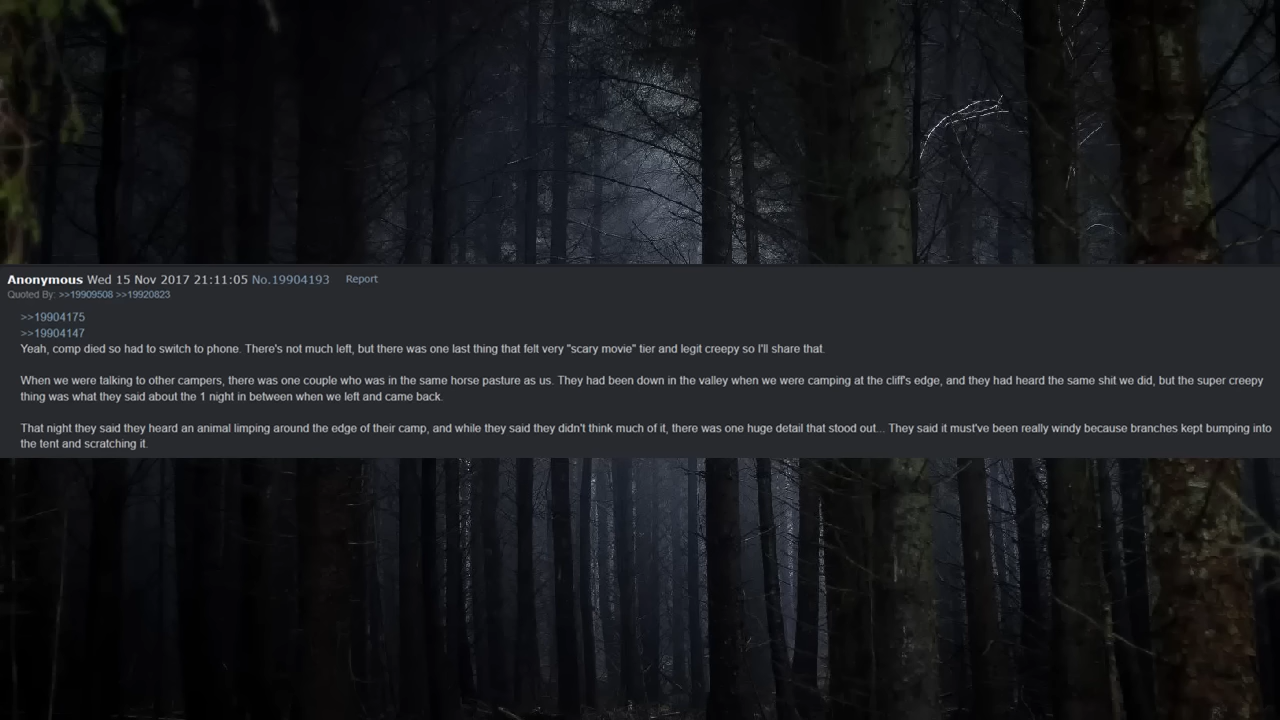 Anonymous Wed 15 Nov 2017 21:11:05 No.19904193 Report
Quoted By: >>19909508 >>19920823
>>19904175
>>19904147
Yeah, comp died so had to switch to phone. There's not much left, but there was one last thing that felt very "scary movie" tier and legit creepy so I'll share that.
When we were talking to other campers, there was one couple who was in the same horse pasture as us. They had been down in the valley when we were camping at the cliff's edge, and they had heard the same shit we did, but the super creepy
thing was what they said about the 1 night in between when we left and came back.
That night they said they heard an animal limping around the edge of their camp, and while they said they didn't think much of it, there was one huge detail that stood out... They said it must've been really windy because branches kept bumping into
the tent and scratching it.